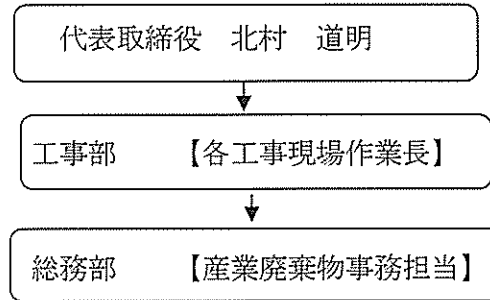 代表取締役　北村　道明
工事部　　【各工事現場作業長】
総務部　　【産業廃棄物事務担当】